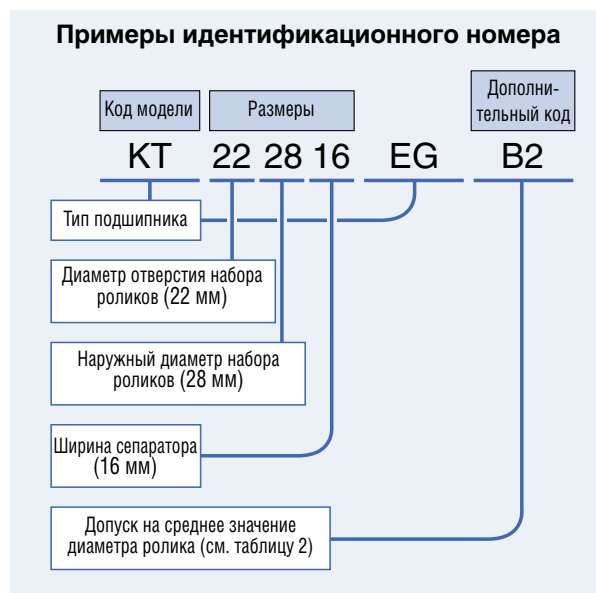 Примеры идентификационного номера
Код модели
Размеры
Дополни-
тельный код
KT 22 28 16 EG B2
Тип подшипника
Диаметр отверстия набора
роликов (22 мм)
Наружный диаметр набора
роликов (28 мм)
Ширина сепаратора
(16 мм)
Допуск на среднее значение
диаметра ролика (см. таблицу 2)